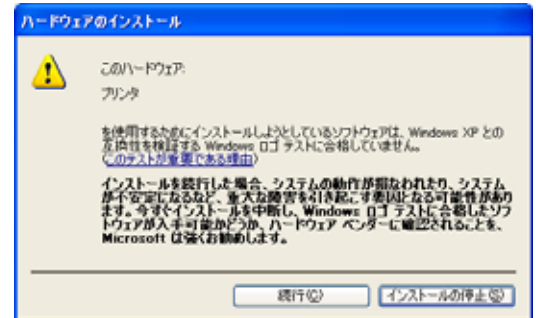 ハードウェアのインストール
このハードウェア:
プリンタ
を使用するためにインストールしようとしているソフトウェアは、Windows XP との
互換性を検証する Windows ロゴ テストに合格していません。
(このテストが重要である理由)
インストールを続行した場合、システムの動作が損なわれたり、システム
が不安定になるなど、重大な障害を引き起こす要因となる可能性があり
ます。今すぐインストールを中断し、Windows ロゴ テストに合格したソフ
トウェアが入手可能かどうか、ハードウェア ベンダーに確認されることを、
Microsoft は強くお勧めします。
続行(C)
インストールの停止(S)